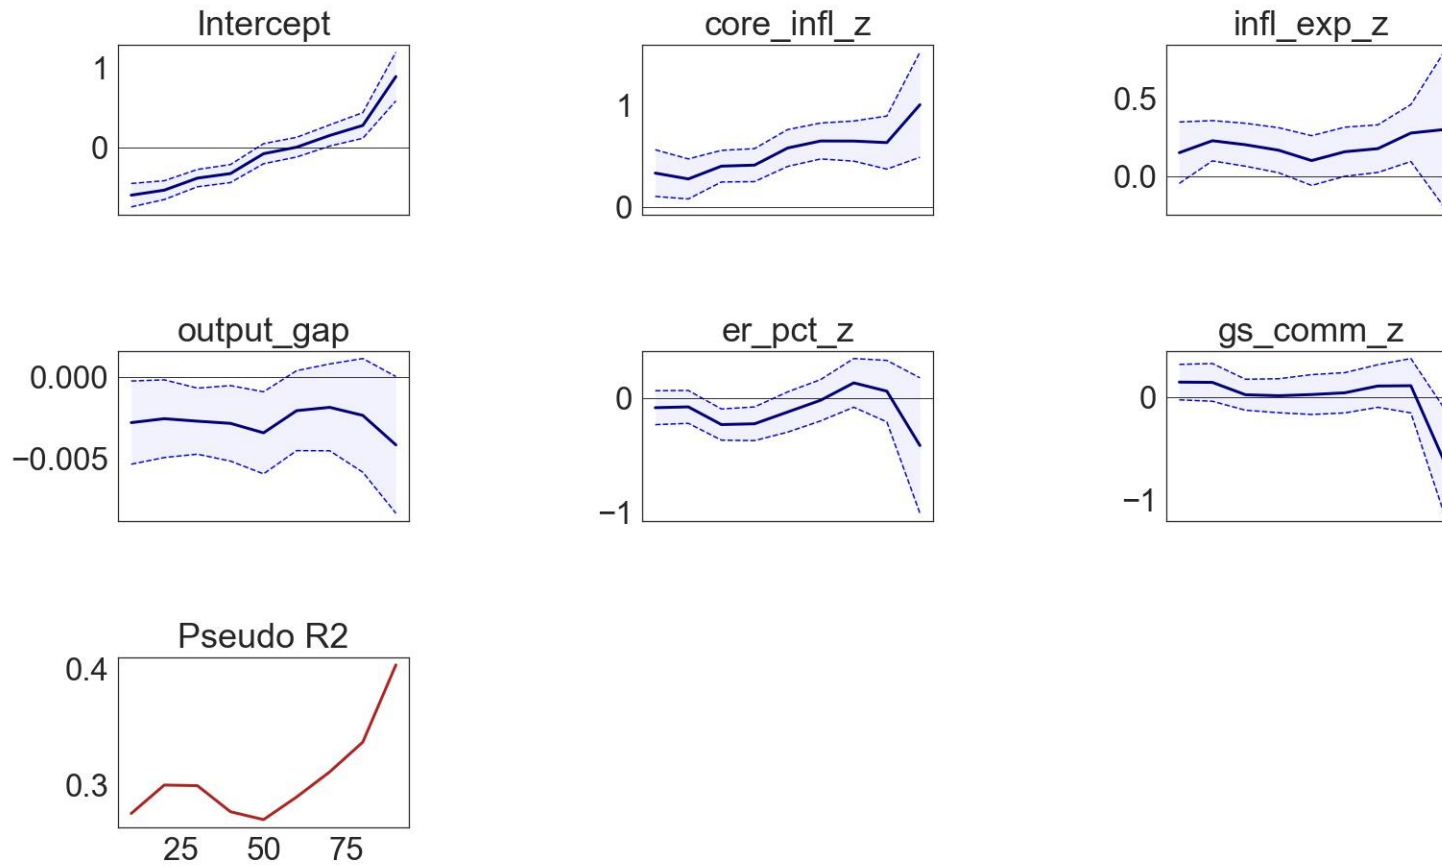 Intercept
1
0
core_infl_z
1
0
infl_exp_z
0.5
0.0
output_gap
0.000
−0.005
er_pct_z
0
−1
gs_comm_z
0
−1
Pseudo R2
0.4
0.3
25 50 75